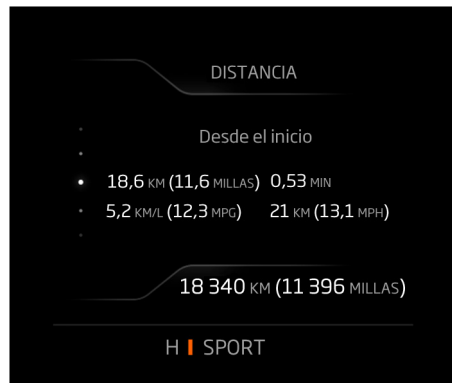 DISTANCIA
Desde el inicio
18,6 KM (11,6 MILLAS) 0,53 MIN
5,2 KM/L (12,3 MPG) 21 KM (13,1 MPH)
18 340 KM (11 396 MILLAS)
H SPORT